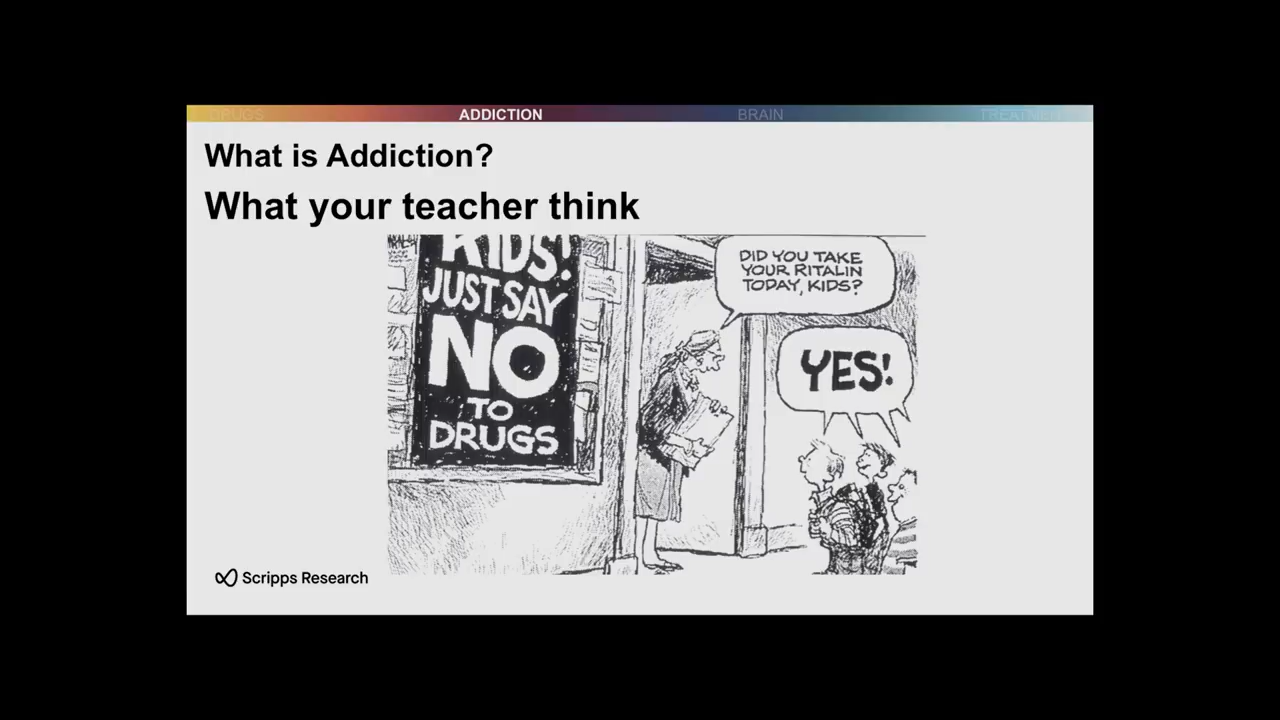 DRUGS
ADDICTION
BRAIN
What is Addiction?
What your teacher think
KIDS!
JUST SAY
NO
TO
DRUGS
DID YOU TAKE
YOUR RITALIN
TODAY, KIDS?
YES!
Scripps Research